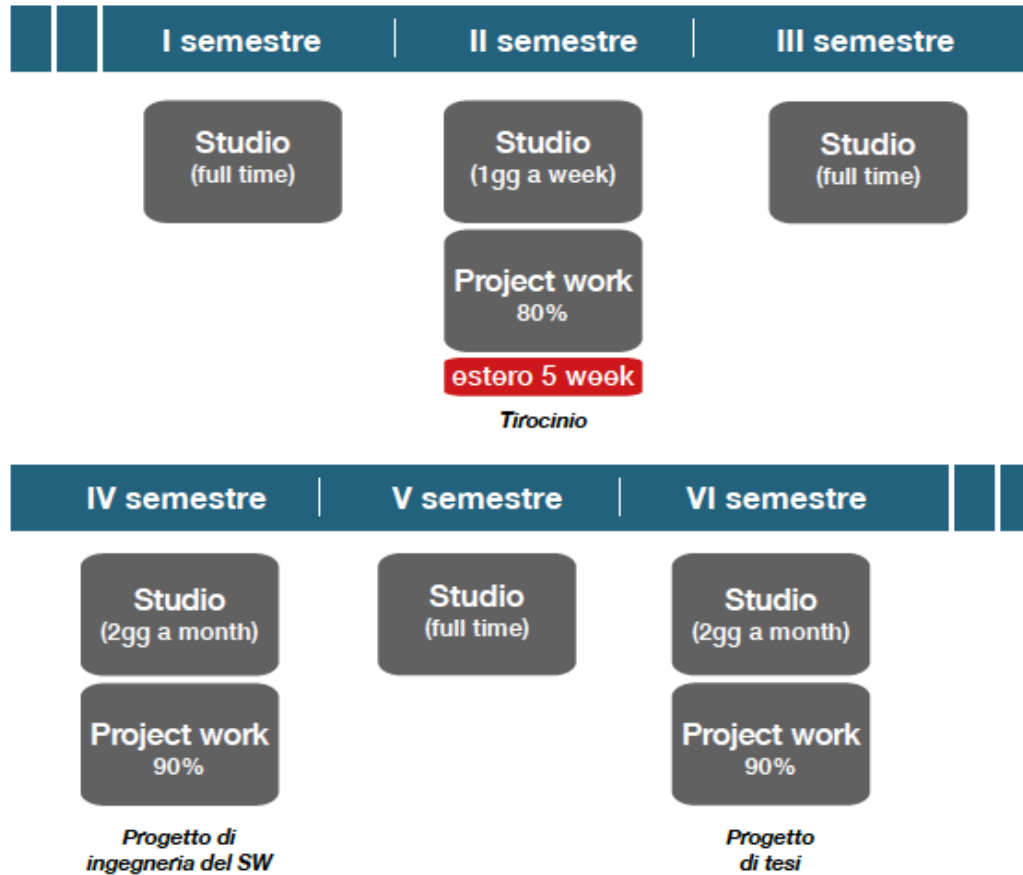 I semestre
II semestre
III semestre
Studio
(full time)
Studio
(1gg a week)
Studio
(full time)
Project work
80%
estero 5 week
Tirocinio
IV semestre
V semestre
VI semestre
Studio
(2gg a month)
Studio
(full time)
Studio
(2gg a month)
Project work
90%
Project work
90%
Progetto di
ingegneria del SW
Progetto
di tesi